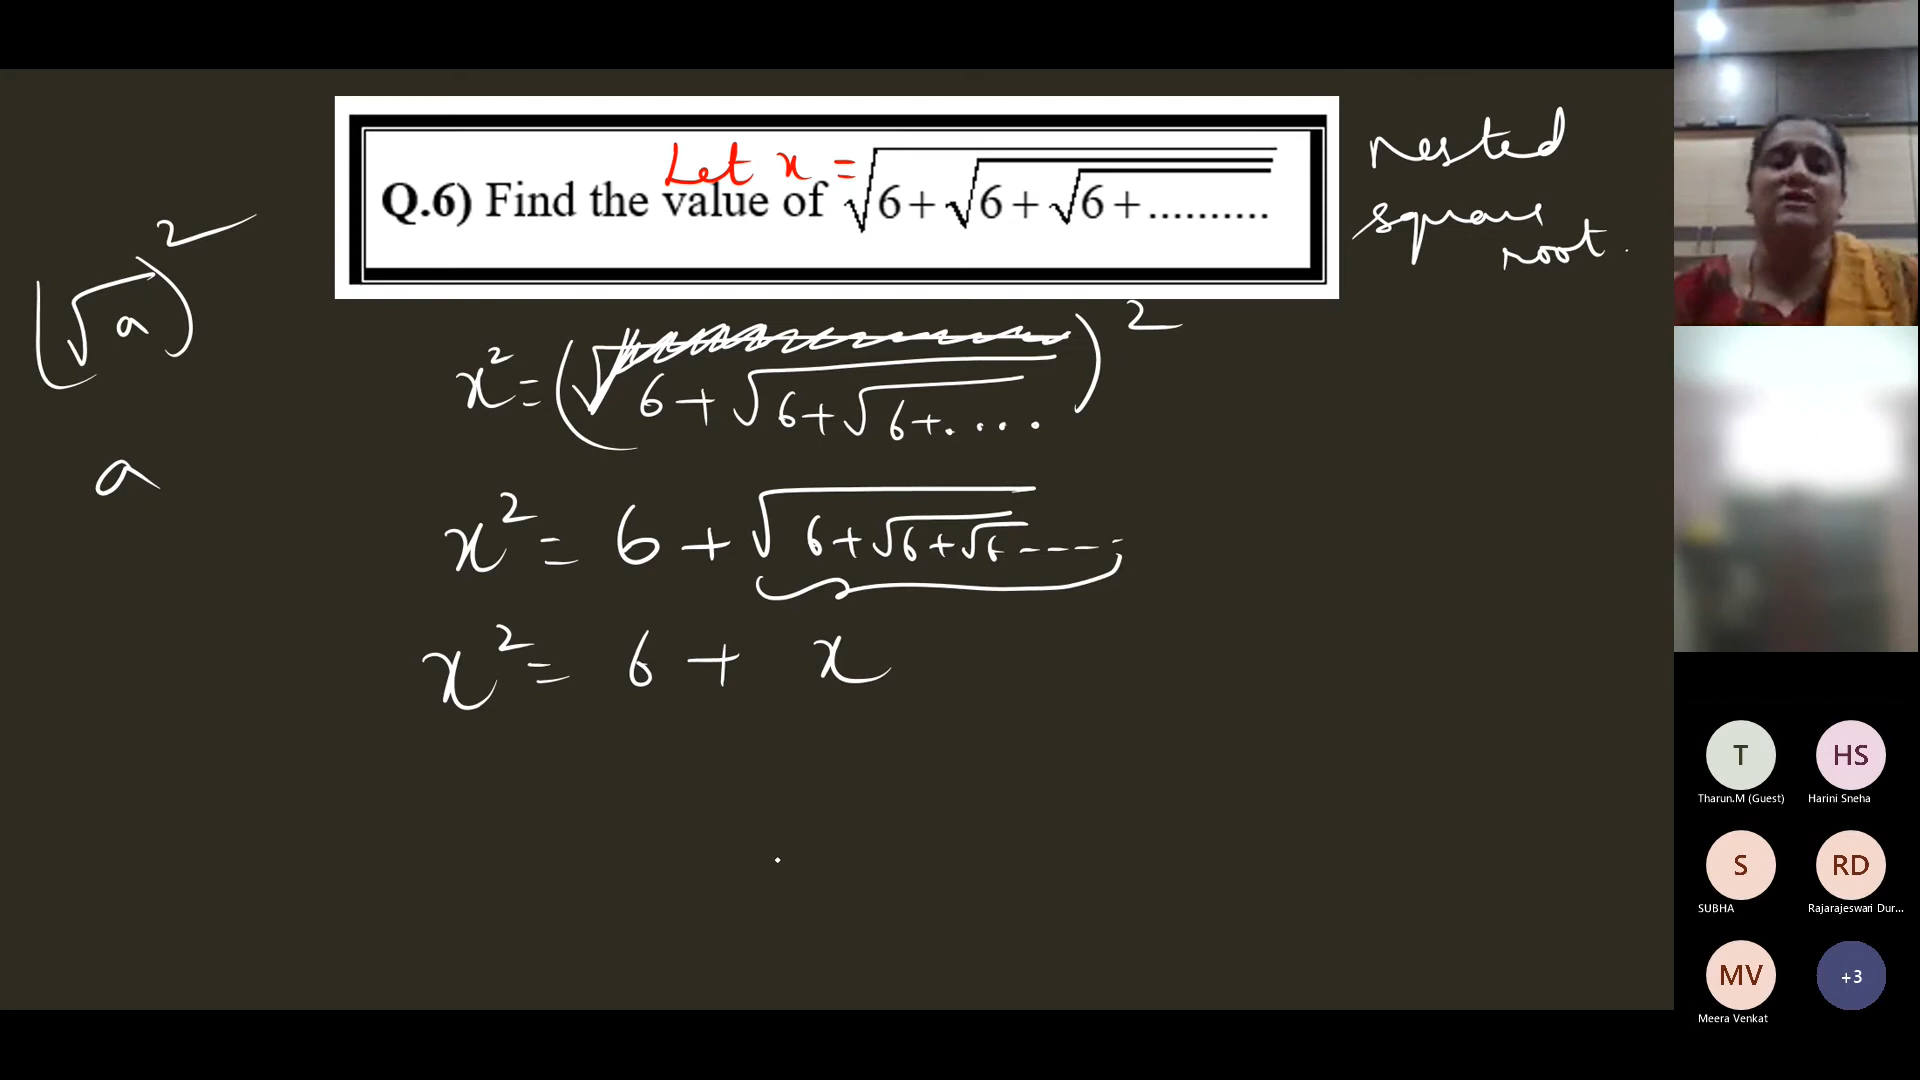 Let x =
Q.6) Find the value of √6+√6+√6+..........
nested
square
root.
(√a)²
a
x² = (√6+√6+√6+....)²
x² = 6 + √6+√6+√6----
x² = 6 + x
T
Tharun.M (Guest)
HS
Harini Sneha
S
SUBHA
RD
Rajarajeswari Dur...
MV
Meera Venkat
+3